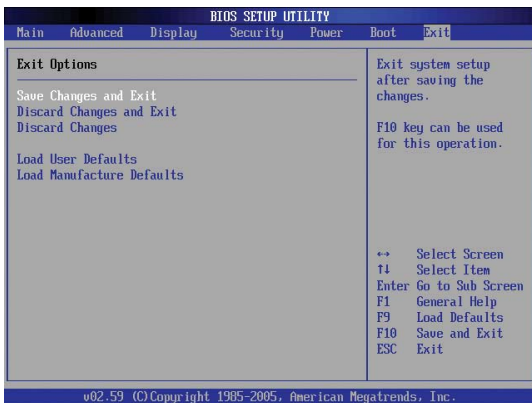 BIOS SETUP UTILITY
Main Advanced Display Security Power Boot Exit
Exit Options
Save Changes and Exit
Discard Changes and Exit
Discard Changes
Load User Defaults
Load Manufacture Defaults
Exit system setup
after saving the
changes.
F10 key can be used
for this operation.
↔ Select Screen
↑↓ Select Item
Enter Go to Sub Screen
F1 General Help
F9 Load Defaults
F10 Save and Exit
ESC Exit
v02.59 (C)Copyright 1985-2005, American Megatrends, Inc.